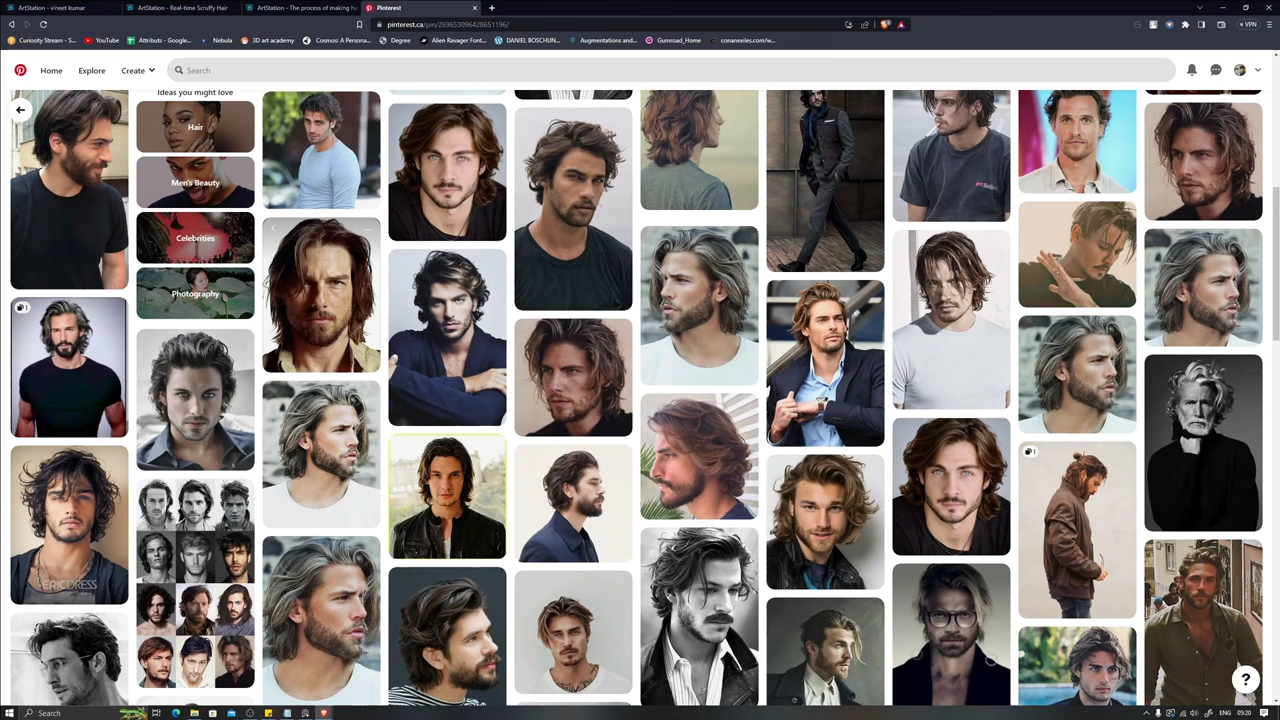 ArtStation - vineet kumar
ArtStation - Real-time Scruffy Hair
ArtStation - The process of making ha
Pinterest
pinterest.ca/pin/269653096428651196/
VPN
Curiosity Stream - S...
YouTube
Attributs - Google...
Nebula
3D art academy
Cosmos: A Persona...
Degree
Alien Ravager Font...
DANIEL BOSCHUN...
Augmentations and...
Gumroad_Home
conanexiles.com/w...
Home
Explore
Create
Search
Ideas you might love
Hair
Men's Beauty
Celebrities
Photography
1
1
ERICDRESS
?
Search
ENG
05:20